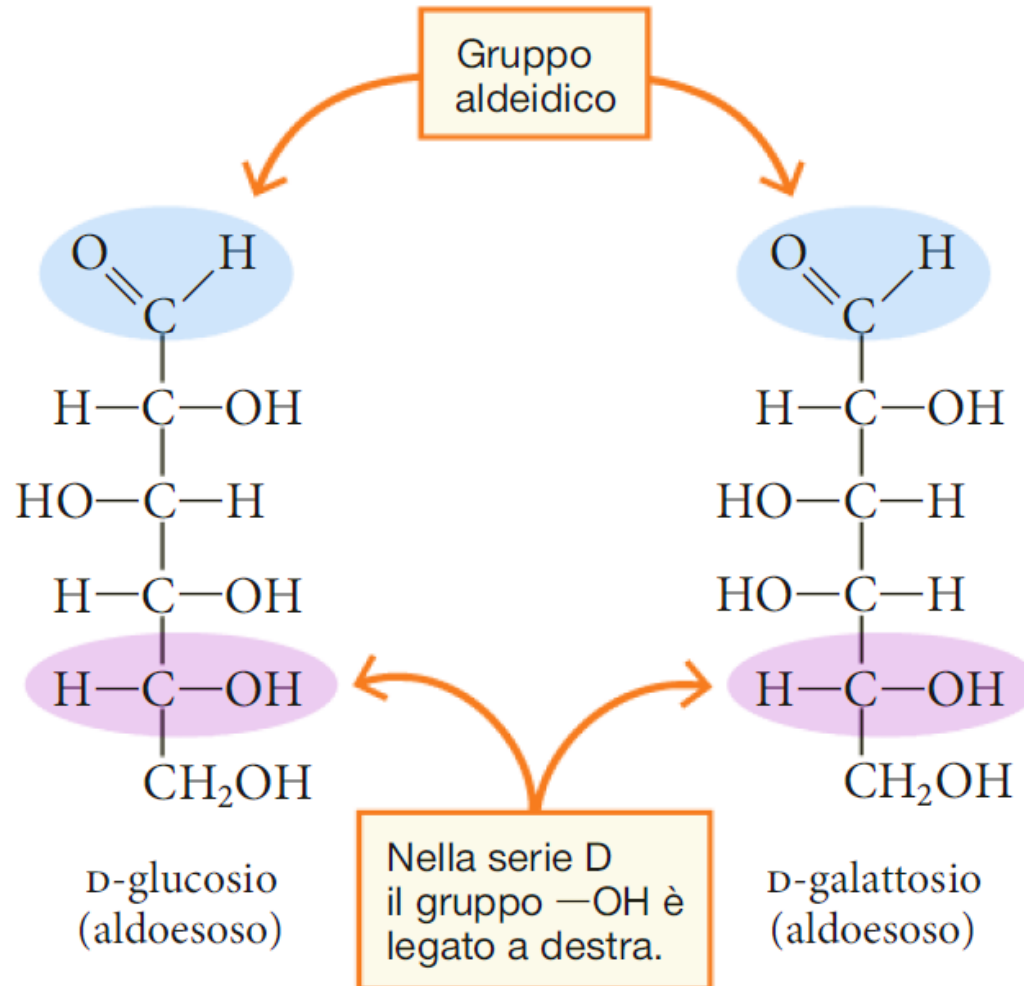 Gruppo
aldeidico
O H O H
C C
H—C—OH H—C—OH
HO—C—H HO—C—H
H—C—OH HO—C—H
H—C—OH H—C—OH
CH₂OH CH₂OH
Nella serie D
il gruppo —OH è
legato a destra.
D-glucosio
(aldoesoso)
D-galattosio
(aldoesoso)